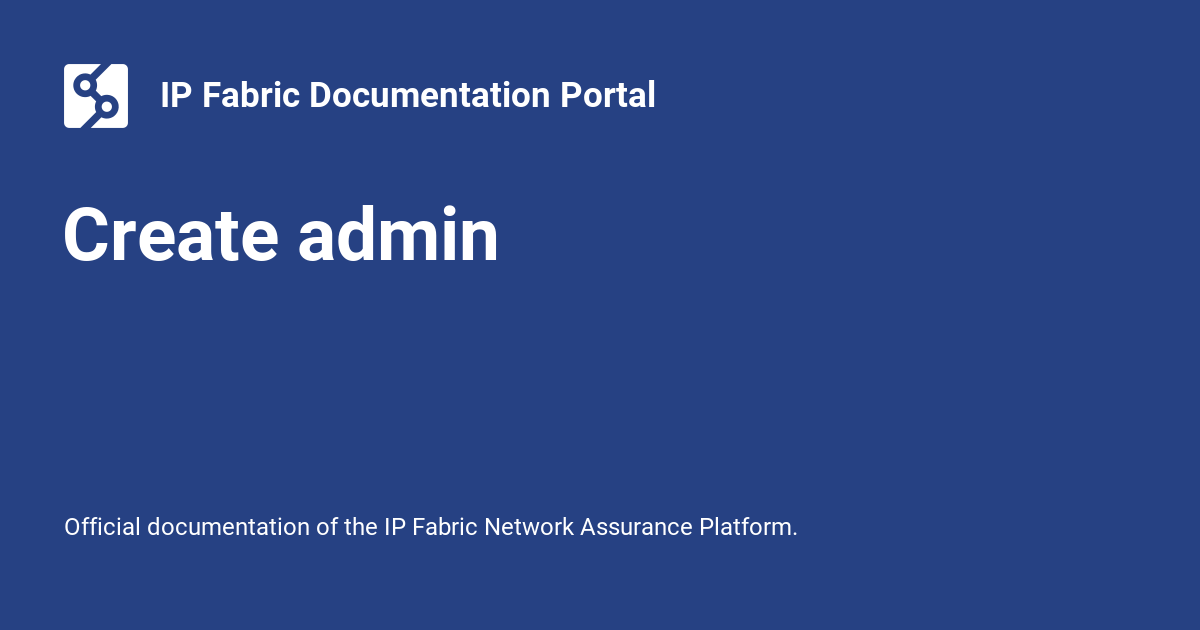 IP Fabric Documentation Portal
Create admin
Official documentation of the IP Fabric Network Assurance Platform.